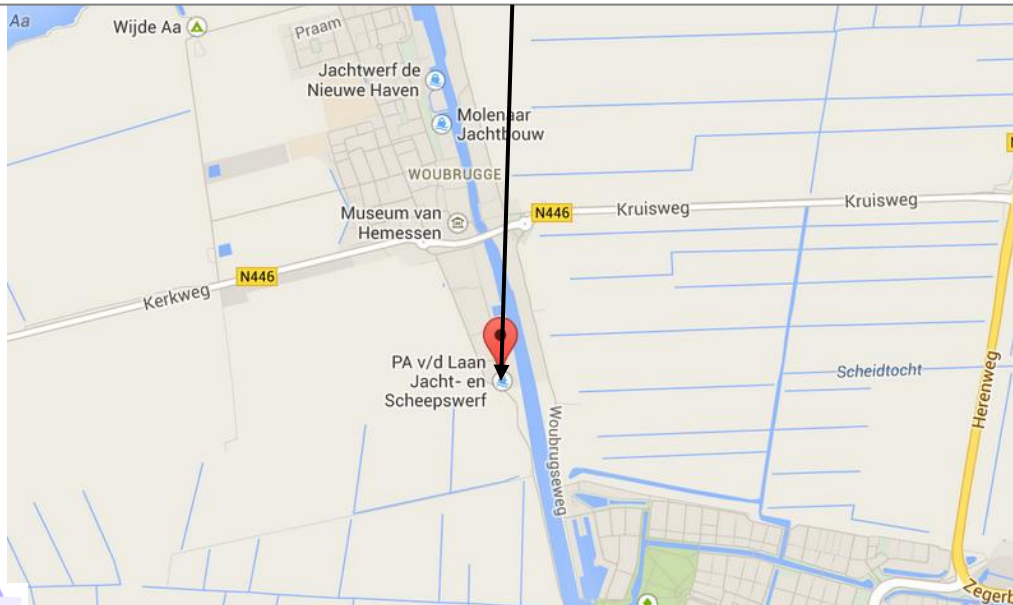 Aa
Wijde Aa
Praam
Jachtwerf de
Nieuwe Haven
Molenaar
Jachtbouw
WOUBRUGGE
Museum van
Hemessen
N446
Kruisweg
Kruisweg
N446
Kerkweg
PA v/d Laan
Jacht- en
Scheepswerf
Scheidtocht
Herenweg
Woubrugseweg